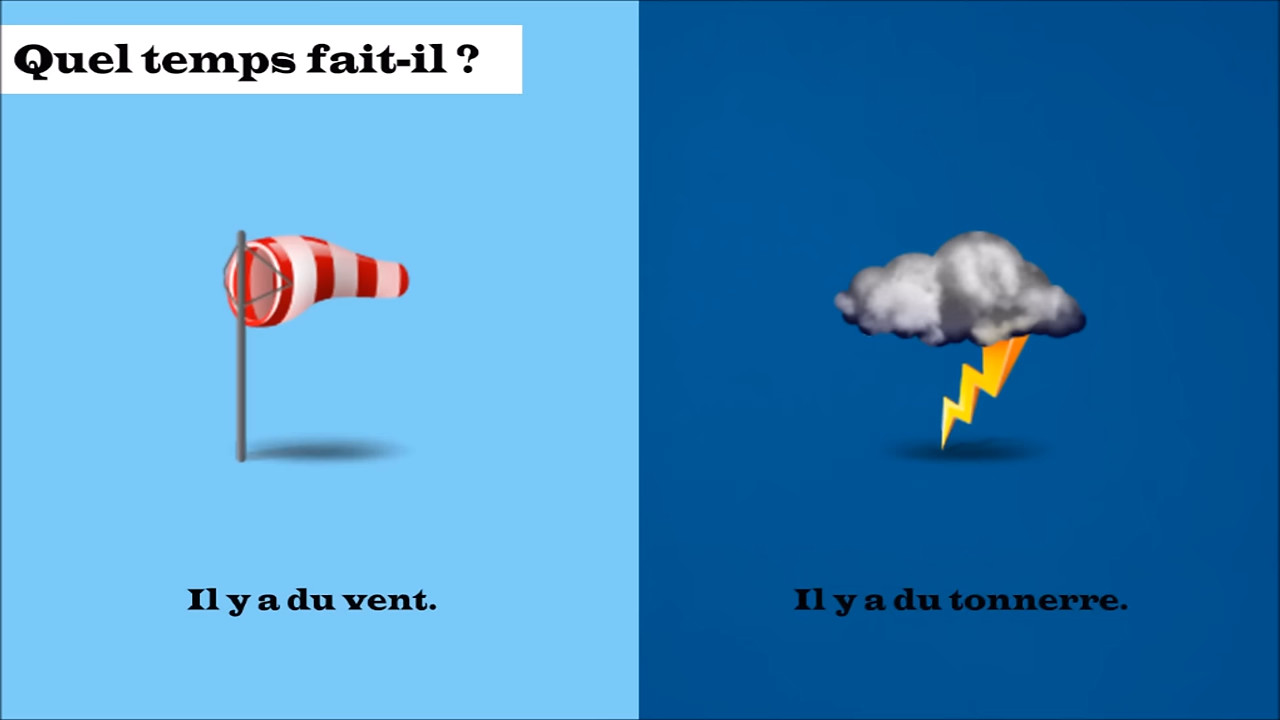 Quel temps fait-il ?
Il y a du vent.
Il y a du tonnerre.